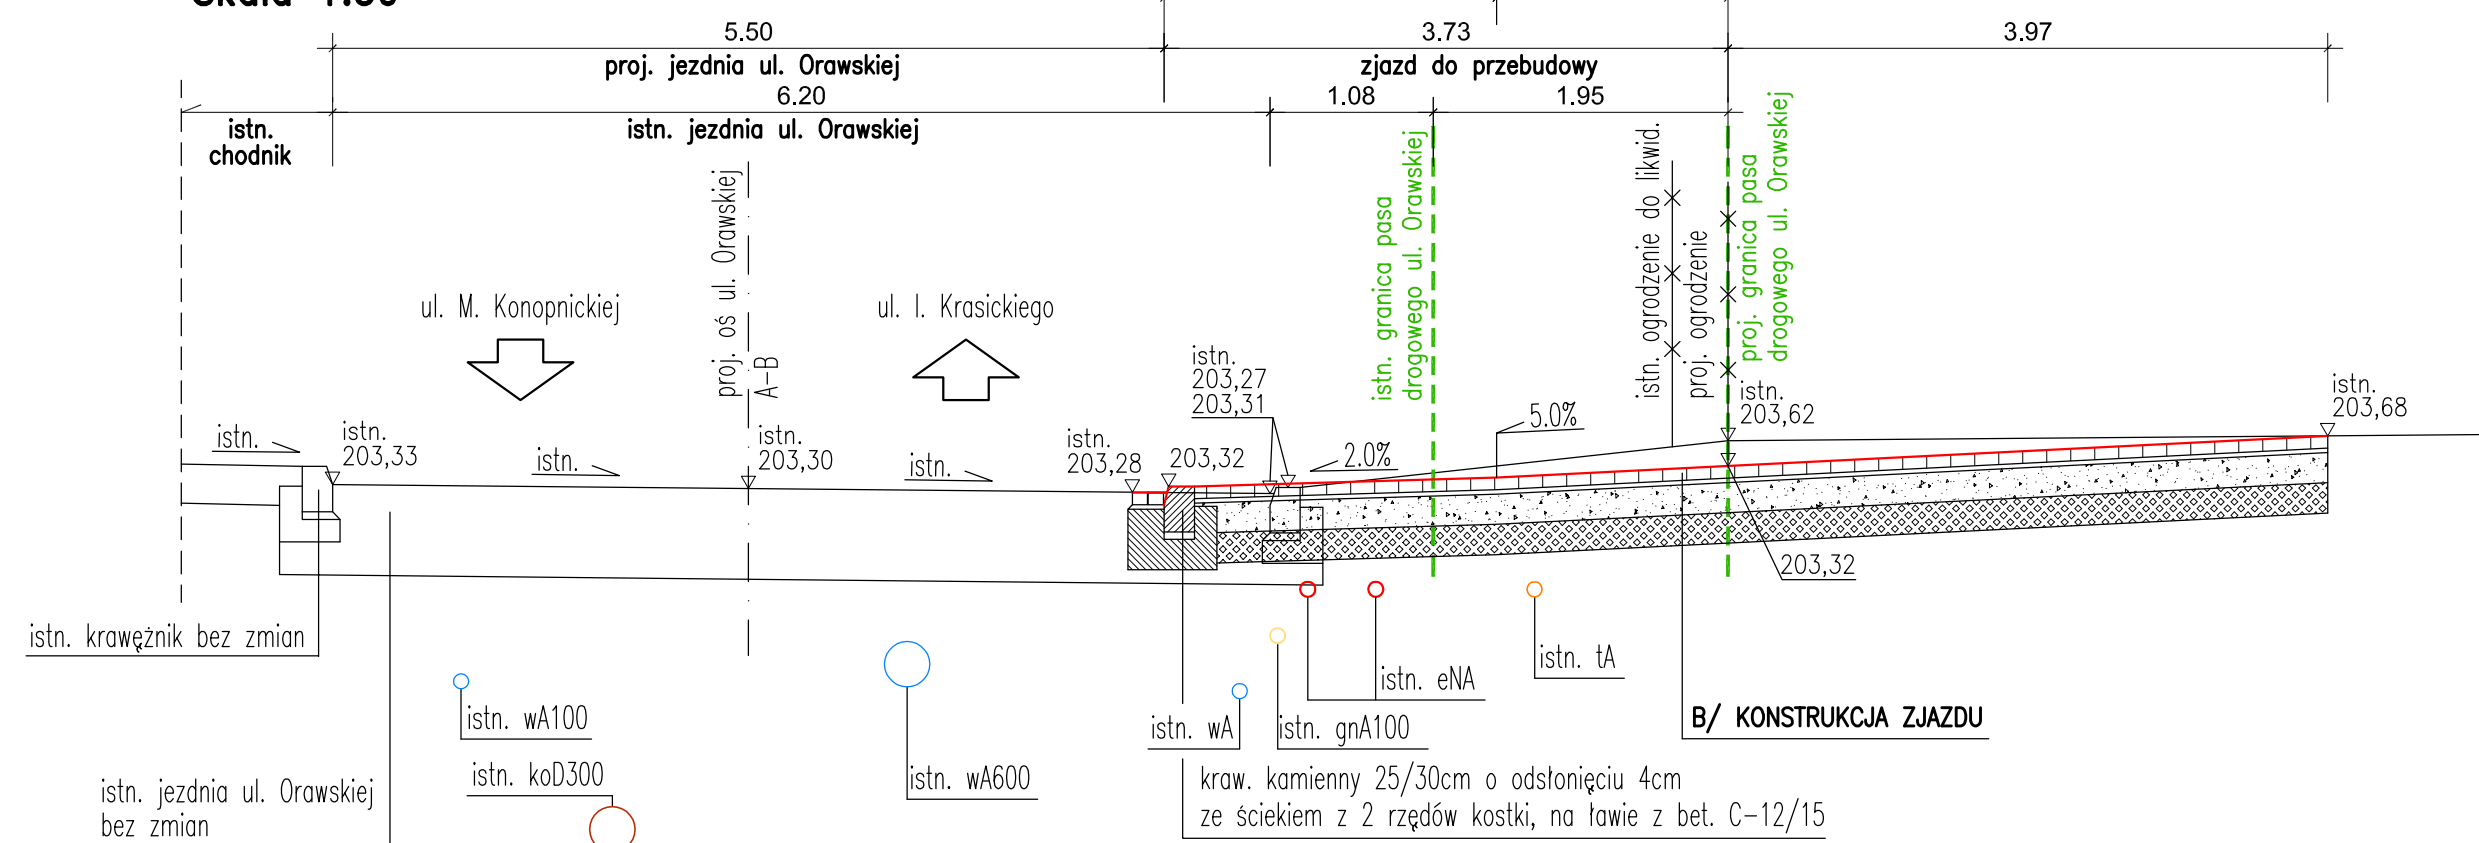 Skala 1:50
5.50
3.73
3.97
proj. jezdnia ul. Orawskiej
zjazd do przebudowy
6.20
1.08
1.95
istn.
chodnik
istn. jezdnia ul. Orawskiej
proj. oś ul. Orawskiej
A-B
istn. granica pasa
drogowego ul. Orawskiej
istn. ogrodzenie do likwid.
proj. ogrodzenie
proj. granica pasa
drogowego ul. Orawskiej
ul. M. Konopnickiej
ul. I. Krasickiego
istn.
203,27
203,31
istn.
203,62
istn.
203,68
istn.
istn.
203,33
istn.
istn.
203,30
istn.
istn.
203,28
203,32
2.0%
5.0%
203,32
istn. krawężnik bez zmian
istn. wA100
istn. koD300
istn. wA600
istn. wA
istn. gnA100
istn. eNA
istn. tA
B/ KONSTRUKCJA ZJAZDU
istn. jezdnia ul. Orawskiej
bez zmian
kraw. kamienny 25/30cm o odsłonięciu 4cm
ze ściekiem z 2 rzędów kostki, na ławie z bet. C-12/15